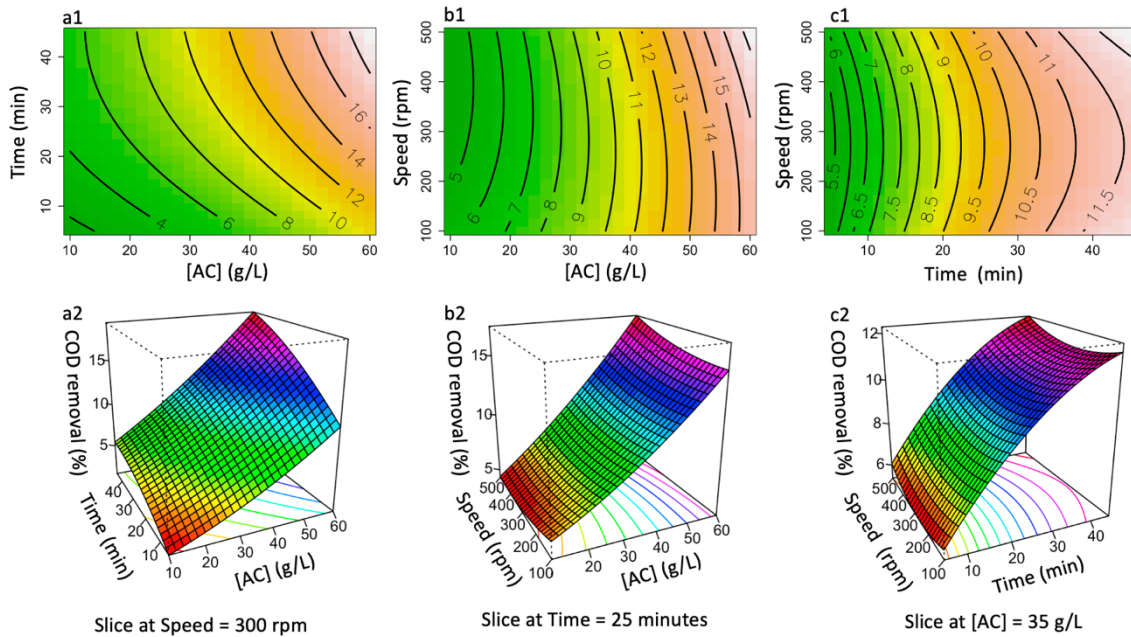 a1
Time (min)
40
30
20
10
4
6
8
10
12
14
16
10 20 30 40 50 60
[AC] (g/L)
b1
Speed (rpm)
500
400
300
200
100
5
6
7
8
9
10
11
12
13
14
15
10 20 30 40 50 60
[AC] (g/L)
c1
Speed (rpm)
500
400
300
200
100
5.5
6
6.5
7
7.5
8
8.5
9
9.5
10
10.5
11
11.5
10 20 30 40
Time (min)
a2
COD removal (%)
15
10
5
Time (min)
40
30
20
10
10 20 30 40 50 60
[AC] (g/L)
Slice at Speed = 300 rpm
b2
COD removal (%)
15
10
5
Speed (rpm)
500
400
300
200
100
10 20 30 40 50 60
[AC] (g/L)
Slice at Time = 25 minutes
c2
COD removal (%)
12
10
8
6
Speed (rpm)
500
400
300
200
100
10 20 30 40
Time (min)
Slice at [AC] = 35 g/L